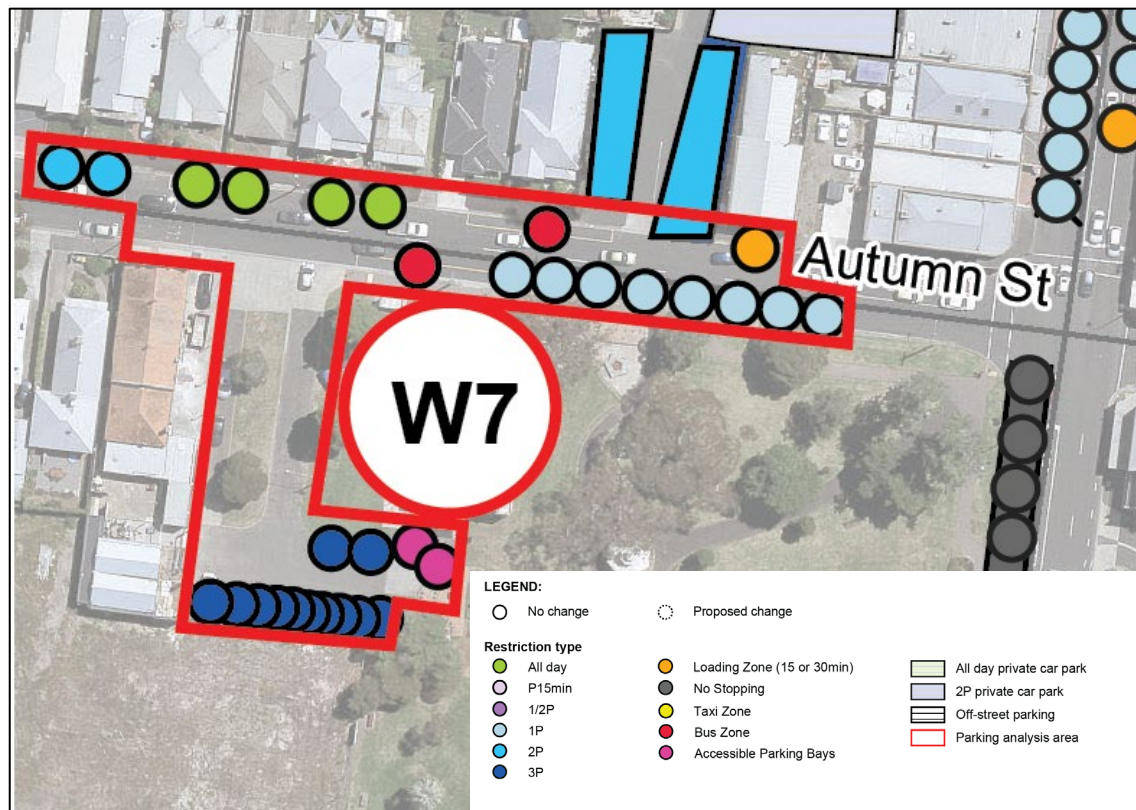 Autumn St
W7
LEGEND:
No change
Proposed change
Restriction type
All day
P15min
1/2P
1P
2P
3P
Loading Zone (15 or 30min)
No Stopping
Taxi Zone
Bus Zone
Accessible Parking Bays
All day private car park
2P private car park
Off-street parking
Parking analysis area